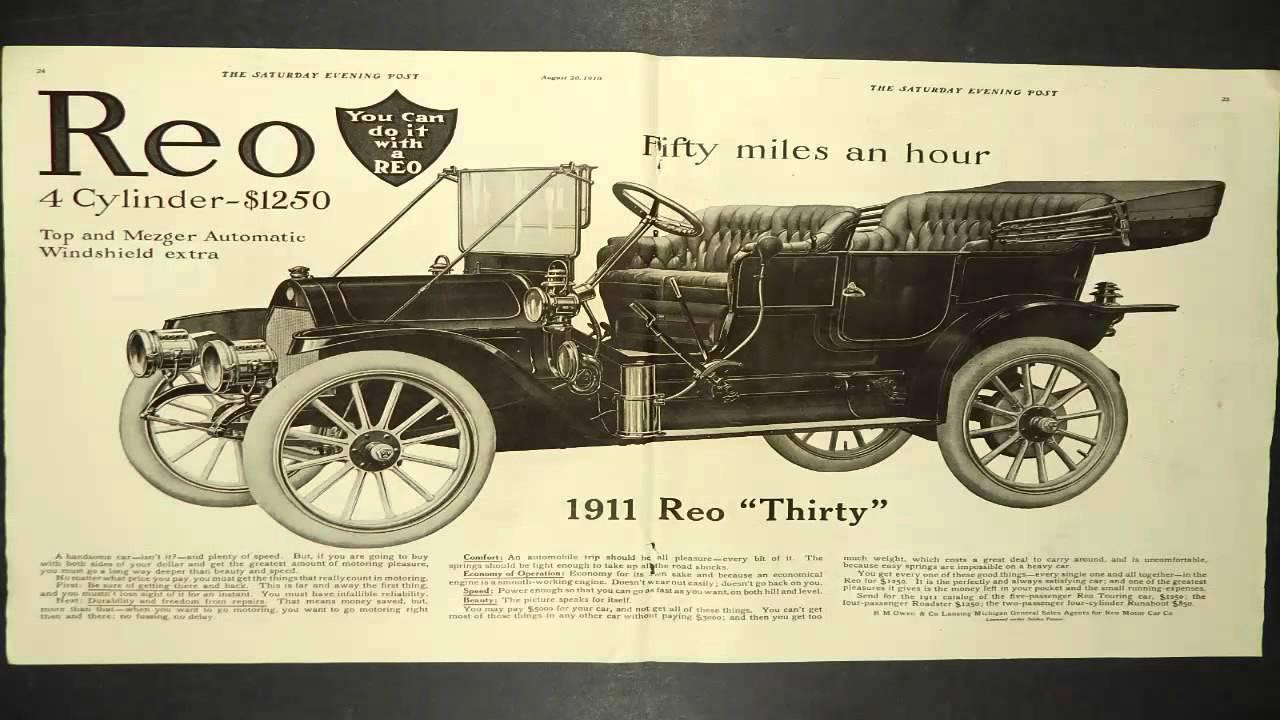 24
THE SATURDAY EVENING POST
August 20, 1910
THE SATURDAY EVENING POST
25
Reo
You Can
do it
with
a
REO
4 Cylinder-$1250
Top and Mezger Automatic
Windshield extra
Fifty miles an hour
1911 Reo “Thirty”
A handsome car—isn't it?—and plenty of speed. But, if you are going to buy
with both sides of your dollar and get the greatest amount of motoring pleasure,
you must go a long way deeper than beauty and speed.
No matter what price you pay, you must get the things that really count in motoring.
First: Be sure of getting there and back. This is far and away the first thing,
and you mustn't loss sight of it for an instant. You must have infallible reliability.
Next: Durability and freedom from repairs. That means money saved, but,
more than that—when you want to go motoring, you want to go motoring right
then and there; no fussing, no delay.
Comfort: An automobile trip should be all pleasure—every bit of it. The
springs should be light enough to take up all the road shocks.
Economy of Operation: Economy for its own sake and because an economical
engine is a smooth-working engine. Doesn't wear out easily; doesn't go back on you.
Speed: Power enough so that you can go as fast as you want, on both hill and level.
Beauty: The picture speaks for itself.
You may pay $5000 for your car, and not get all of these things. You can't get
most of these things in any other car without paying $3000; and then you get too
much weight, which costs a great deal to carry around, and is uncomfortable,
because easy springs are impossible on a heavy car.
You get every one of these good things—every single one and all together—in the
Reo for $1250. It is the perfectly and always satisfying car; and one of the greatest
pleasures it gives is the money left in your pocket and the small running-expenses.
Send for the 1911 catalog of the five-passenger Reo Touring car, $1250; the
four-passenger Roadster $1250; the two-passenger four-cylinder Runabout $850.
R M Owen & Co Lansing Michigan General Sales Agents for Reo Motor Car Co
Licensed under Selden Patent